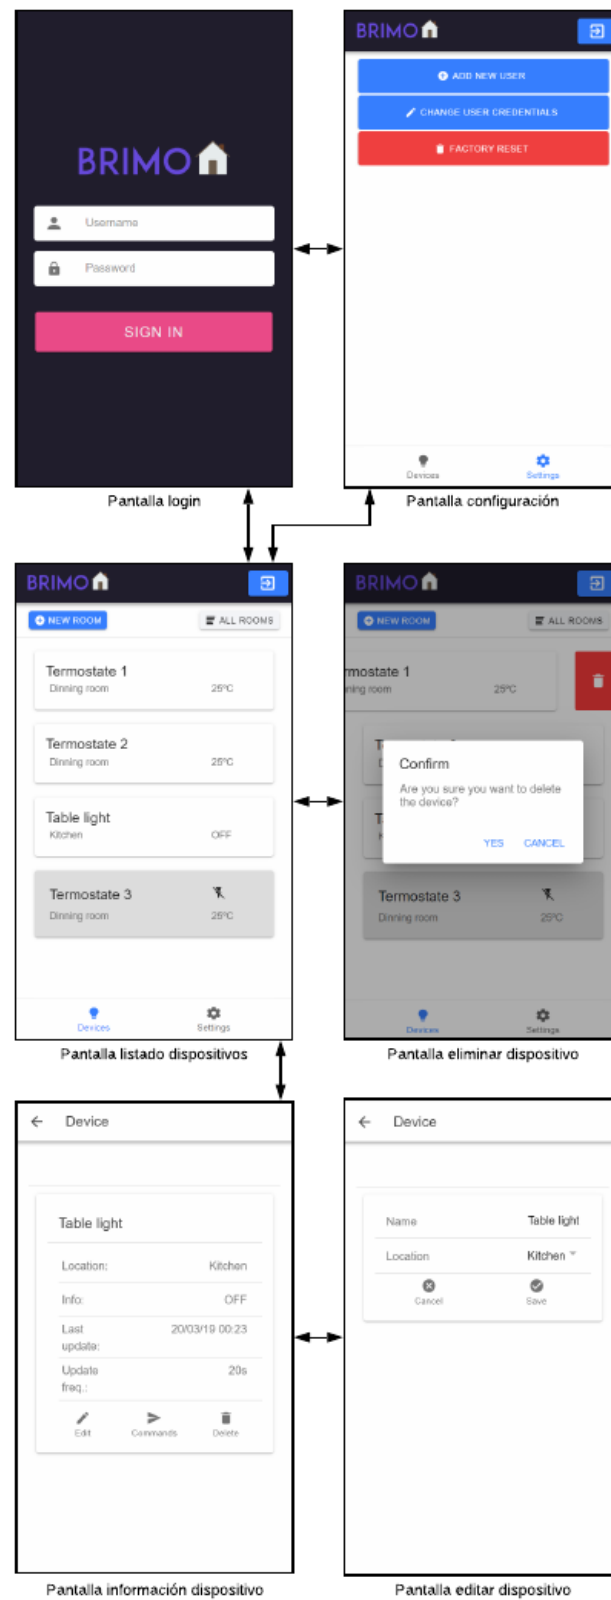 BRIMO
Username
Password
SIGN IN
Pantalla login
BRIMO
ADD NEW USER
CHANGE USER CREDENTIALS
FACTORY RESET
Devices
Settings
Pantalla configuración
BRIMO
NEW ROOM
ALL ROOMS
Termostate 1
Dinning room
25ºC
Termostate 2
Dinning room
25ºC
Table light
Kitchen
OFF
Termostate 3
Dinning room
25ºC
Devices
Settings
Pantalla listado dispositivos
BRIMO
NEW ROOM
ALL ROOMS
rmostate 1
ning room
25ºC
Confirm
Are you sure you want to delete
the device?
YES CANCEL
Termostate 3
Dinning room
25ºC
Devices
Settings
Pantalla eliminar dispositivo
Device
Table light
Location: Kitchen
Info: OFF
Last
update: 20/03/19 00:23
Update
freq.: 20s
Edit Commands Delete
Pantalla información dispositivo
Device
Name Table light
Location Kitchen
Cancel Save
Pantalla editar dispositivo